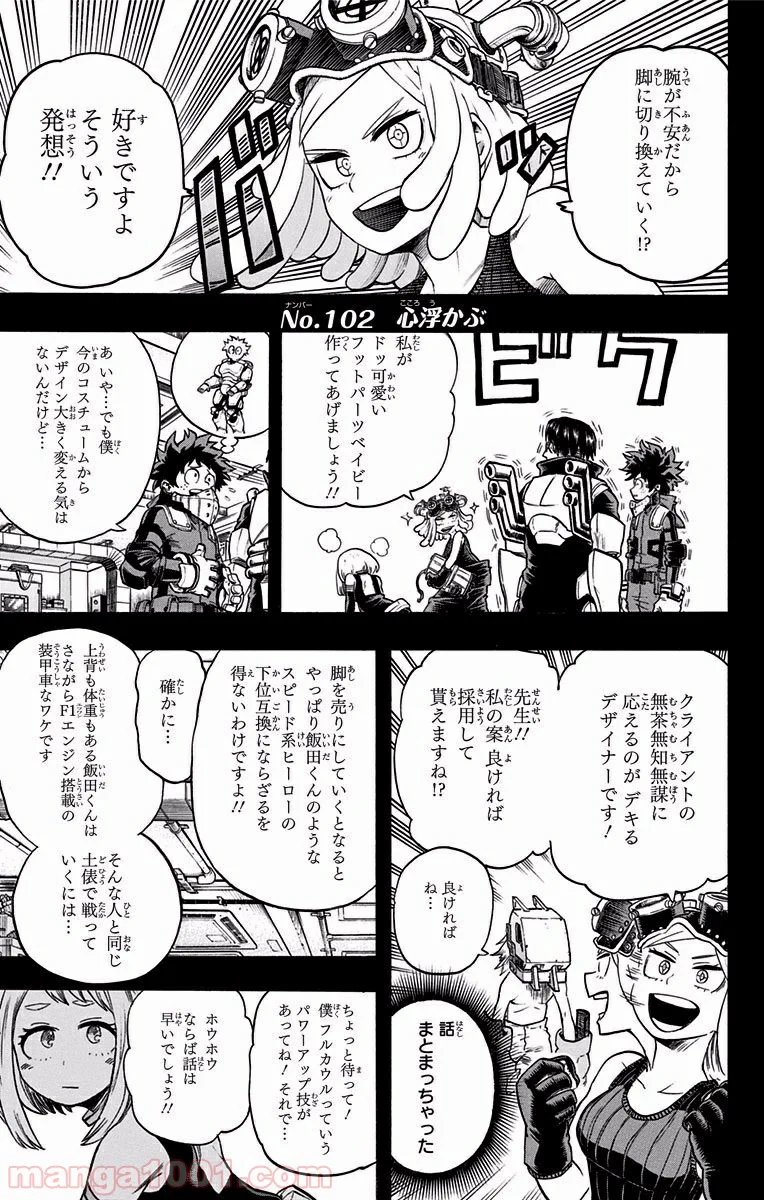 腕が不安だから
脚に切り換えていく!?
好きですよ
そういう
発想!!
No.102 心浮かぶ
ビク
私が
ドッ可愛い
フットパーツベイビー
作ってあげましょう!!
あ いや…でも僕
今のコスチュームから
デザイン大きく変える気は
ないんだけど…
クライアントの
無茶無知無謀に
応えるのがデキる
デザイナーです!
先生!!
私の案 良ければ
採用して
貰えますね!?
良ければ
ね…
話
まとまっちゃった
脚を売りにしていくとなると
やっぱり飯田くんのような
スピード系ヒーローの
下位互換にならざるを
得ないわけですよ!!
確かに…
上背も体重もある飯田くんは
さながらF1エンジン搭載の
装甲車なワケです
そんな人と同じ
土俵で戦って
いくには…
ちょっと待って!
僕 フルカウルっていう
パワーアップ技が
あってね! それで…
ホウホウ
ならば話は
早いでしょう!!
manga1001.com